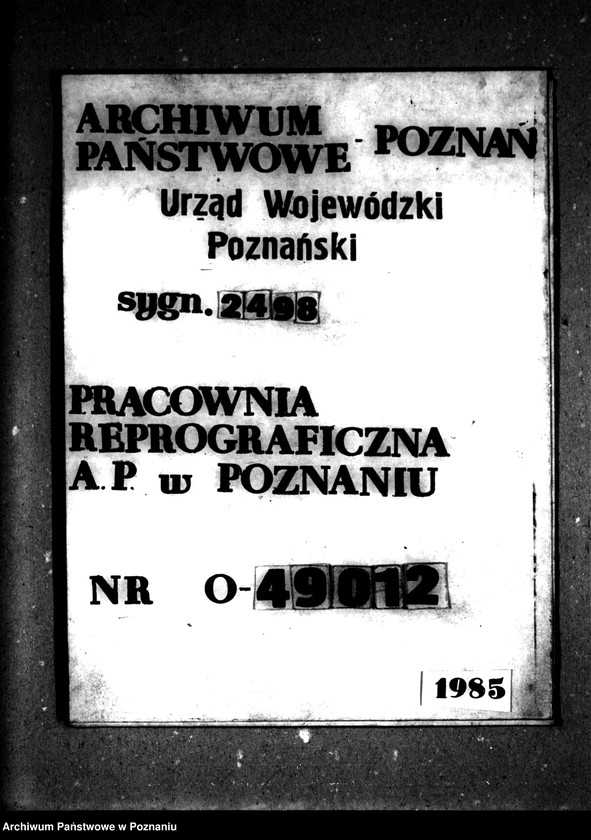 ARCHIWUM
PAŃSTWOWE - POZNAŃ
Urząd Wojewódzki
Poznański
sygn. 2498
PRACOWNIA
REPROGRAFICZNA
A.P. w POZNANIU
NR O-49012
1985
Archiwum Państwowe w Poznaniu